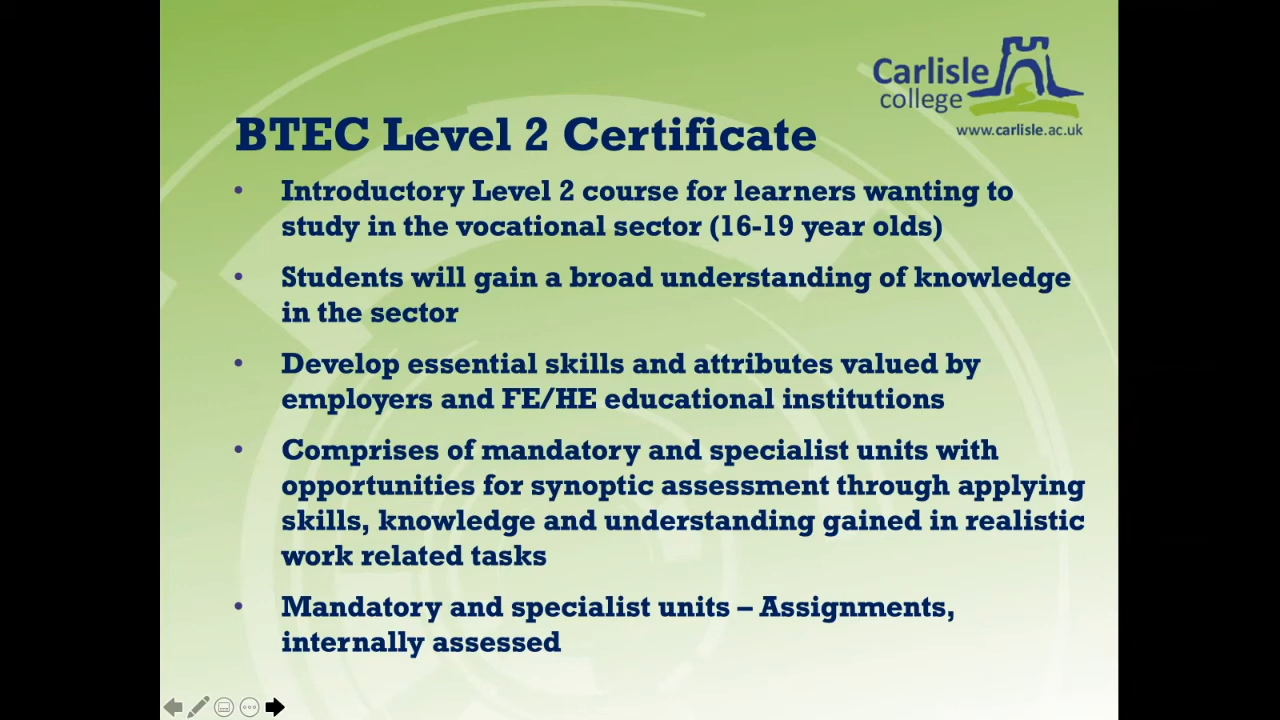 Carlisle
college
www.carlisle.ac.uk
BTEC Level 2 Certificate
• Introductory Level 2 course for learners wanting to
study in the vocational sector (16-19 year olds)
• Students will gain a broad understanding of knowledge
in the sector
• Develop essential skills and attributes valued by
employers and FE/HE educational institutions
• Comprises of mandatory and specialist units with
opportunities for synoptic assessment through applying
skills, knowledge and understanding gained in realistic
work related tasks
• Mandatory and specialist units – Assignments,
internally assessed